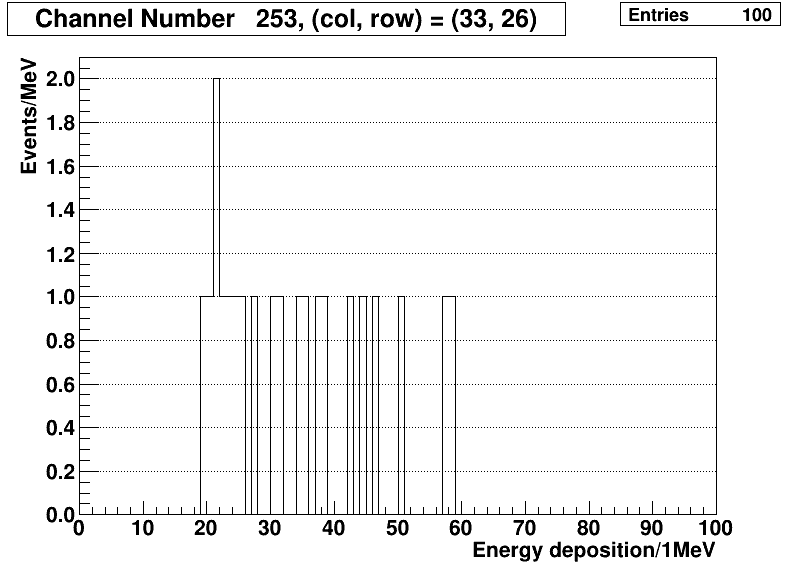 Channel Number 253, (col, row) = (33, 26)
Entries 100
Events/MeV
2.0
1.8
1.6
1.4
1.2
1.0
0.8
0.6
0.4
0.2
0.0
0 10 20 30 40 50 60 70 80 90 100
Energy deposition/1MeV